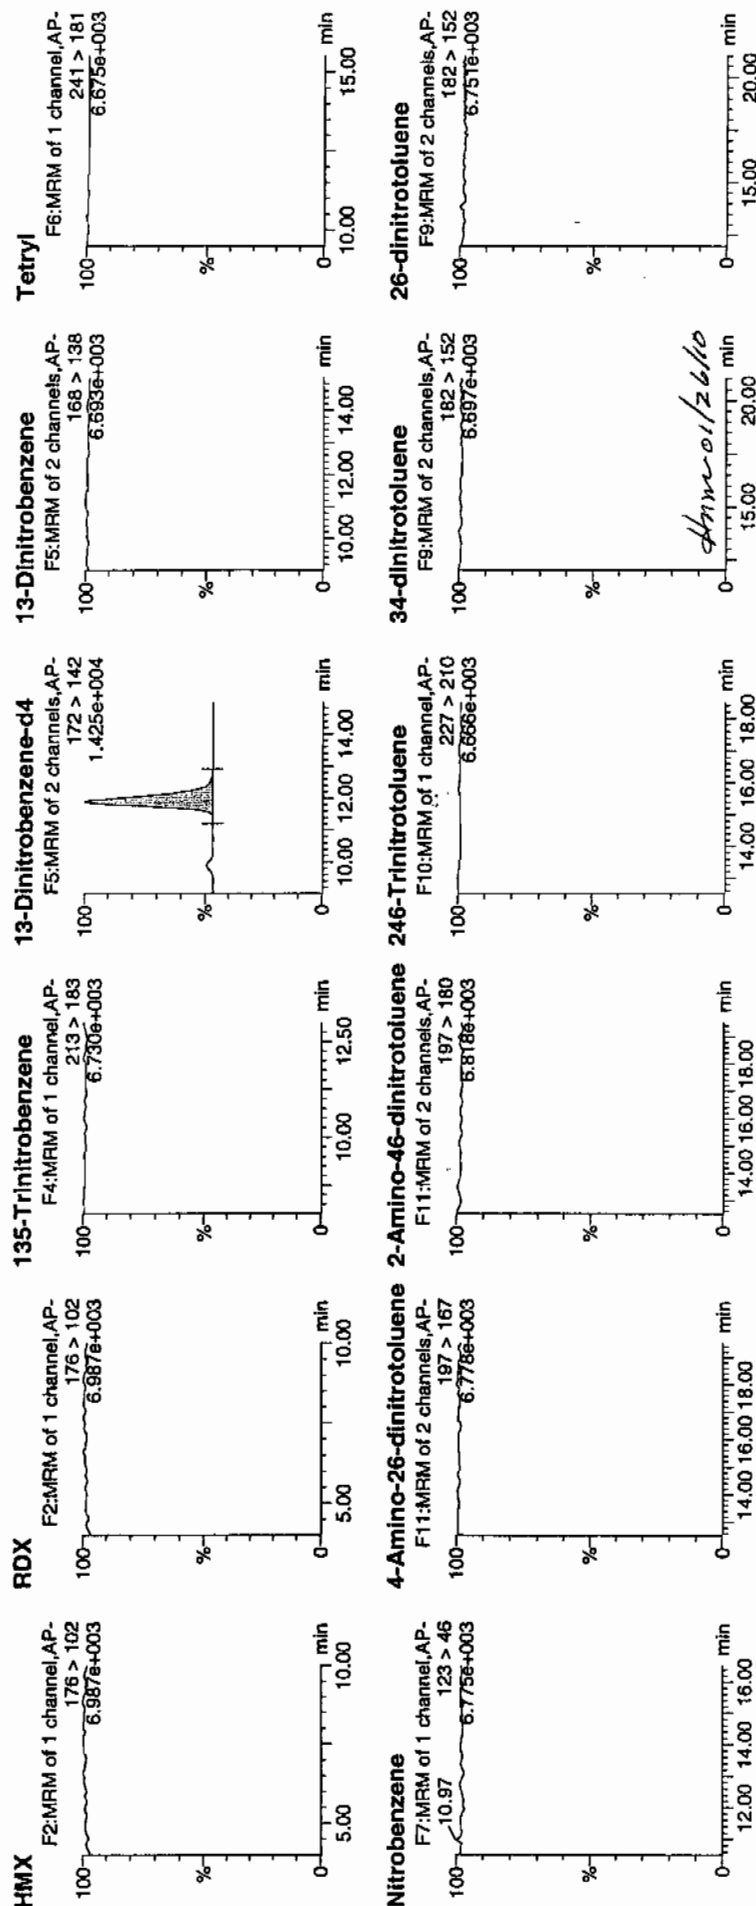 HMX
F2:MRM of 1 channel,AP-
176 > 102
6.987e+003
100
%
0
5.00
10.00
min
RDX
F2:MRM of 1 channel,AP-
176 > 102
6.987e+003
100
%
0
5.00
10.00
min
135-Trinitrobenzene
F4:MRM of 1 channel,AP-
213 > 183
6.730e+003
100
%
0
10.00
12.50
min
13-Dinitrobenzene-d4
F5:MRM of 2 channels,AP-
172 > 142
1.425e+004
100
%
0
10.00
12.00
14.00
min
13-Dinitrobenzene
F5:MRM of 2 channels,AP-
168 > 138
6.693e+003
100
%
0
10.00
12.00
14.00
min
Tetryl
F6:MRM of 1 channel,AP-
241 > 181
6.675e+003
100
%
0
10.00
15.00
min
Nitrobenzene
F7:MRM of 1 channel,AP-
10.97
123 > 46
6.775e+003
100
%
0
12.00
14.00
16.00
min
4-Amino-26-dinitrotoluene
F11:MRM of 2 channels,AP-
197 > 167
6.778e+003
100
%
0
14.00
16.00
18.00
min
2-Amino-46-dinitrotoluene
F11:MRM of 2 channels,AP-
197 > 180
6.818e+003
100
%
0
14.00
16.00
18.00
min
246-Trinitrotoluene
F10:MRM of 1 channel,AP-
227 > 210
6.666e+003
100
%
0
14.00
16.00
18.00
min
34-dinitrotoluene
F9:MRM of 2 channels,AP-
182 > 152
6.697e+003
100
%
0
15.00
20.00
min
01/26/10
26-dinitrotoluene
F9:MRM of 2 channels,AP-
182 > 152
6.751e+003
100
%
0
15.00
20.00
min